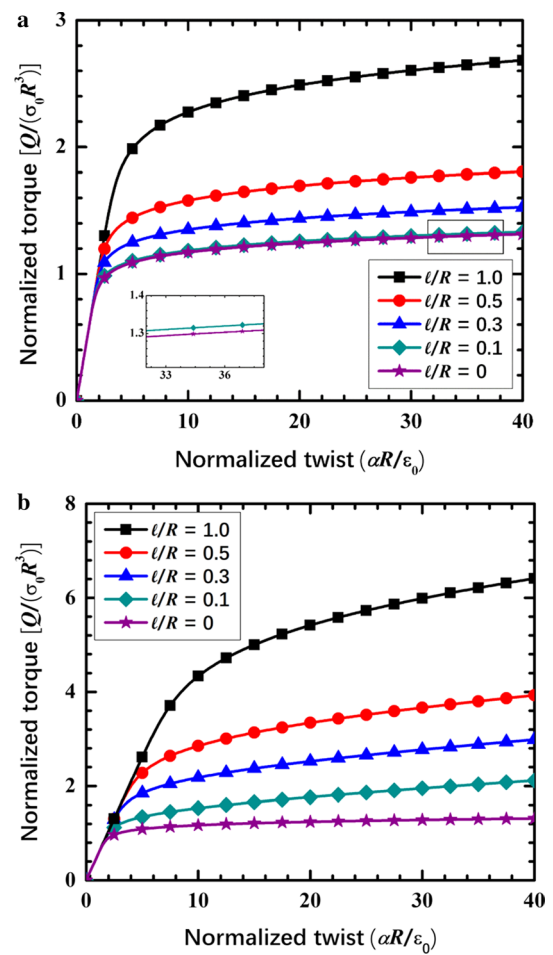 a
Normalized torque [Q/(σ₀R³)]
3
2
1
0
1.4
1.3
33 36
ℓ/R = 1.0
ℓ/R = 0.5
ℓ/R = 0.3
ℓ/R = 0.1
ℓ/R = 0
0 10 20 30 40
Normalized twist (αR/ε₀)
b
Normalized torque [Q/(σ₀R³)]
8
6
4
2
0
ℓ/R = 1.0
ℓ/R = 0.5
ℓ/R = 0.3
ℓ/R = 0.1
ℓ/R = 0
0 10 20 30 40
Normalized twist (αR/ε₀)